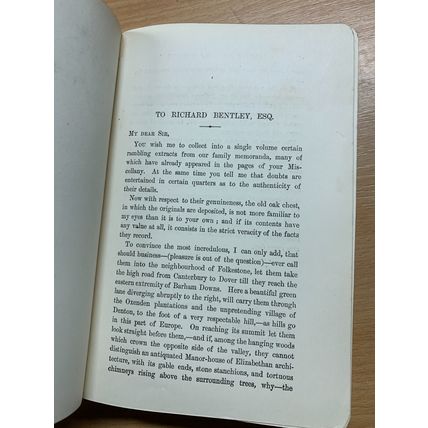 TO RICHARD BENTLEY, ESQ.
MY DEAR SIR,
You wish me to collect into a single volume certain
rambling extracts from our family memoranda, many of
which have already appeared in the pages of your Mis-
cellany. At the same time you tell me that doubts are
entertained in certain quarters as to the authenticity of
their details.
Now with respect to their genuineness, the old oak chest,
in which the originals are deposited, is not more familiar to
my eyes than it is to your own; and if its contents have
any value at all, it consists in the strict veracity of the facts
they record.
To convince the most incredulous, I can only add, that
should business—(pleasure is out of the question)—ever call
them into the neighbourhood of Folkestone, let them take
the high road from Canterbury to Dover till they reach the
eastern extremity of Barham Downs. Here a beautiful green
lane diverging abruptly to the right, will carry them through
the Oxenden plantations and the unpretending village of
Denton, to the foot of a very respectable hill,—as hills go
in this part of Europe. On reaching its summit let them
look straight before them,—and if, among the hanging woods
which crown the opposite side of the valley, they cannot
distinguish an antiquated Manor-house of Elizabethan archi-
tecture, with its gable ends, stone stanchions, and tortuous
chimneys rising above the surrounding trees, why—the